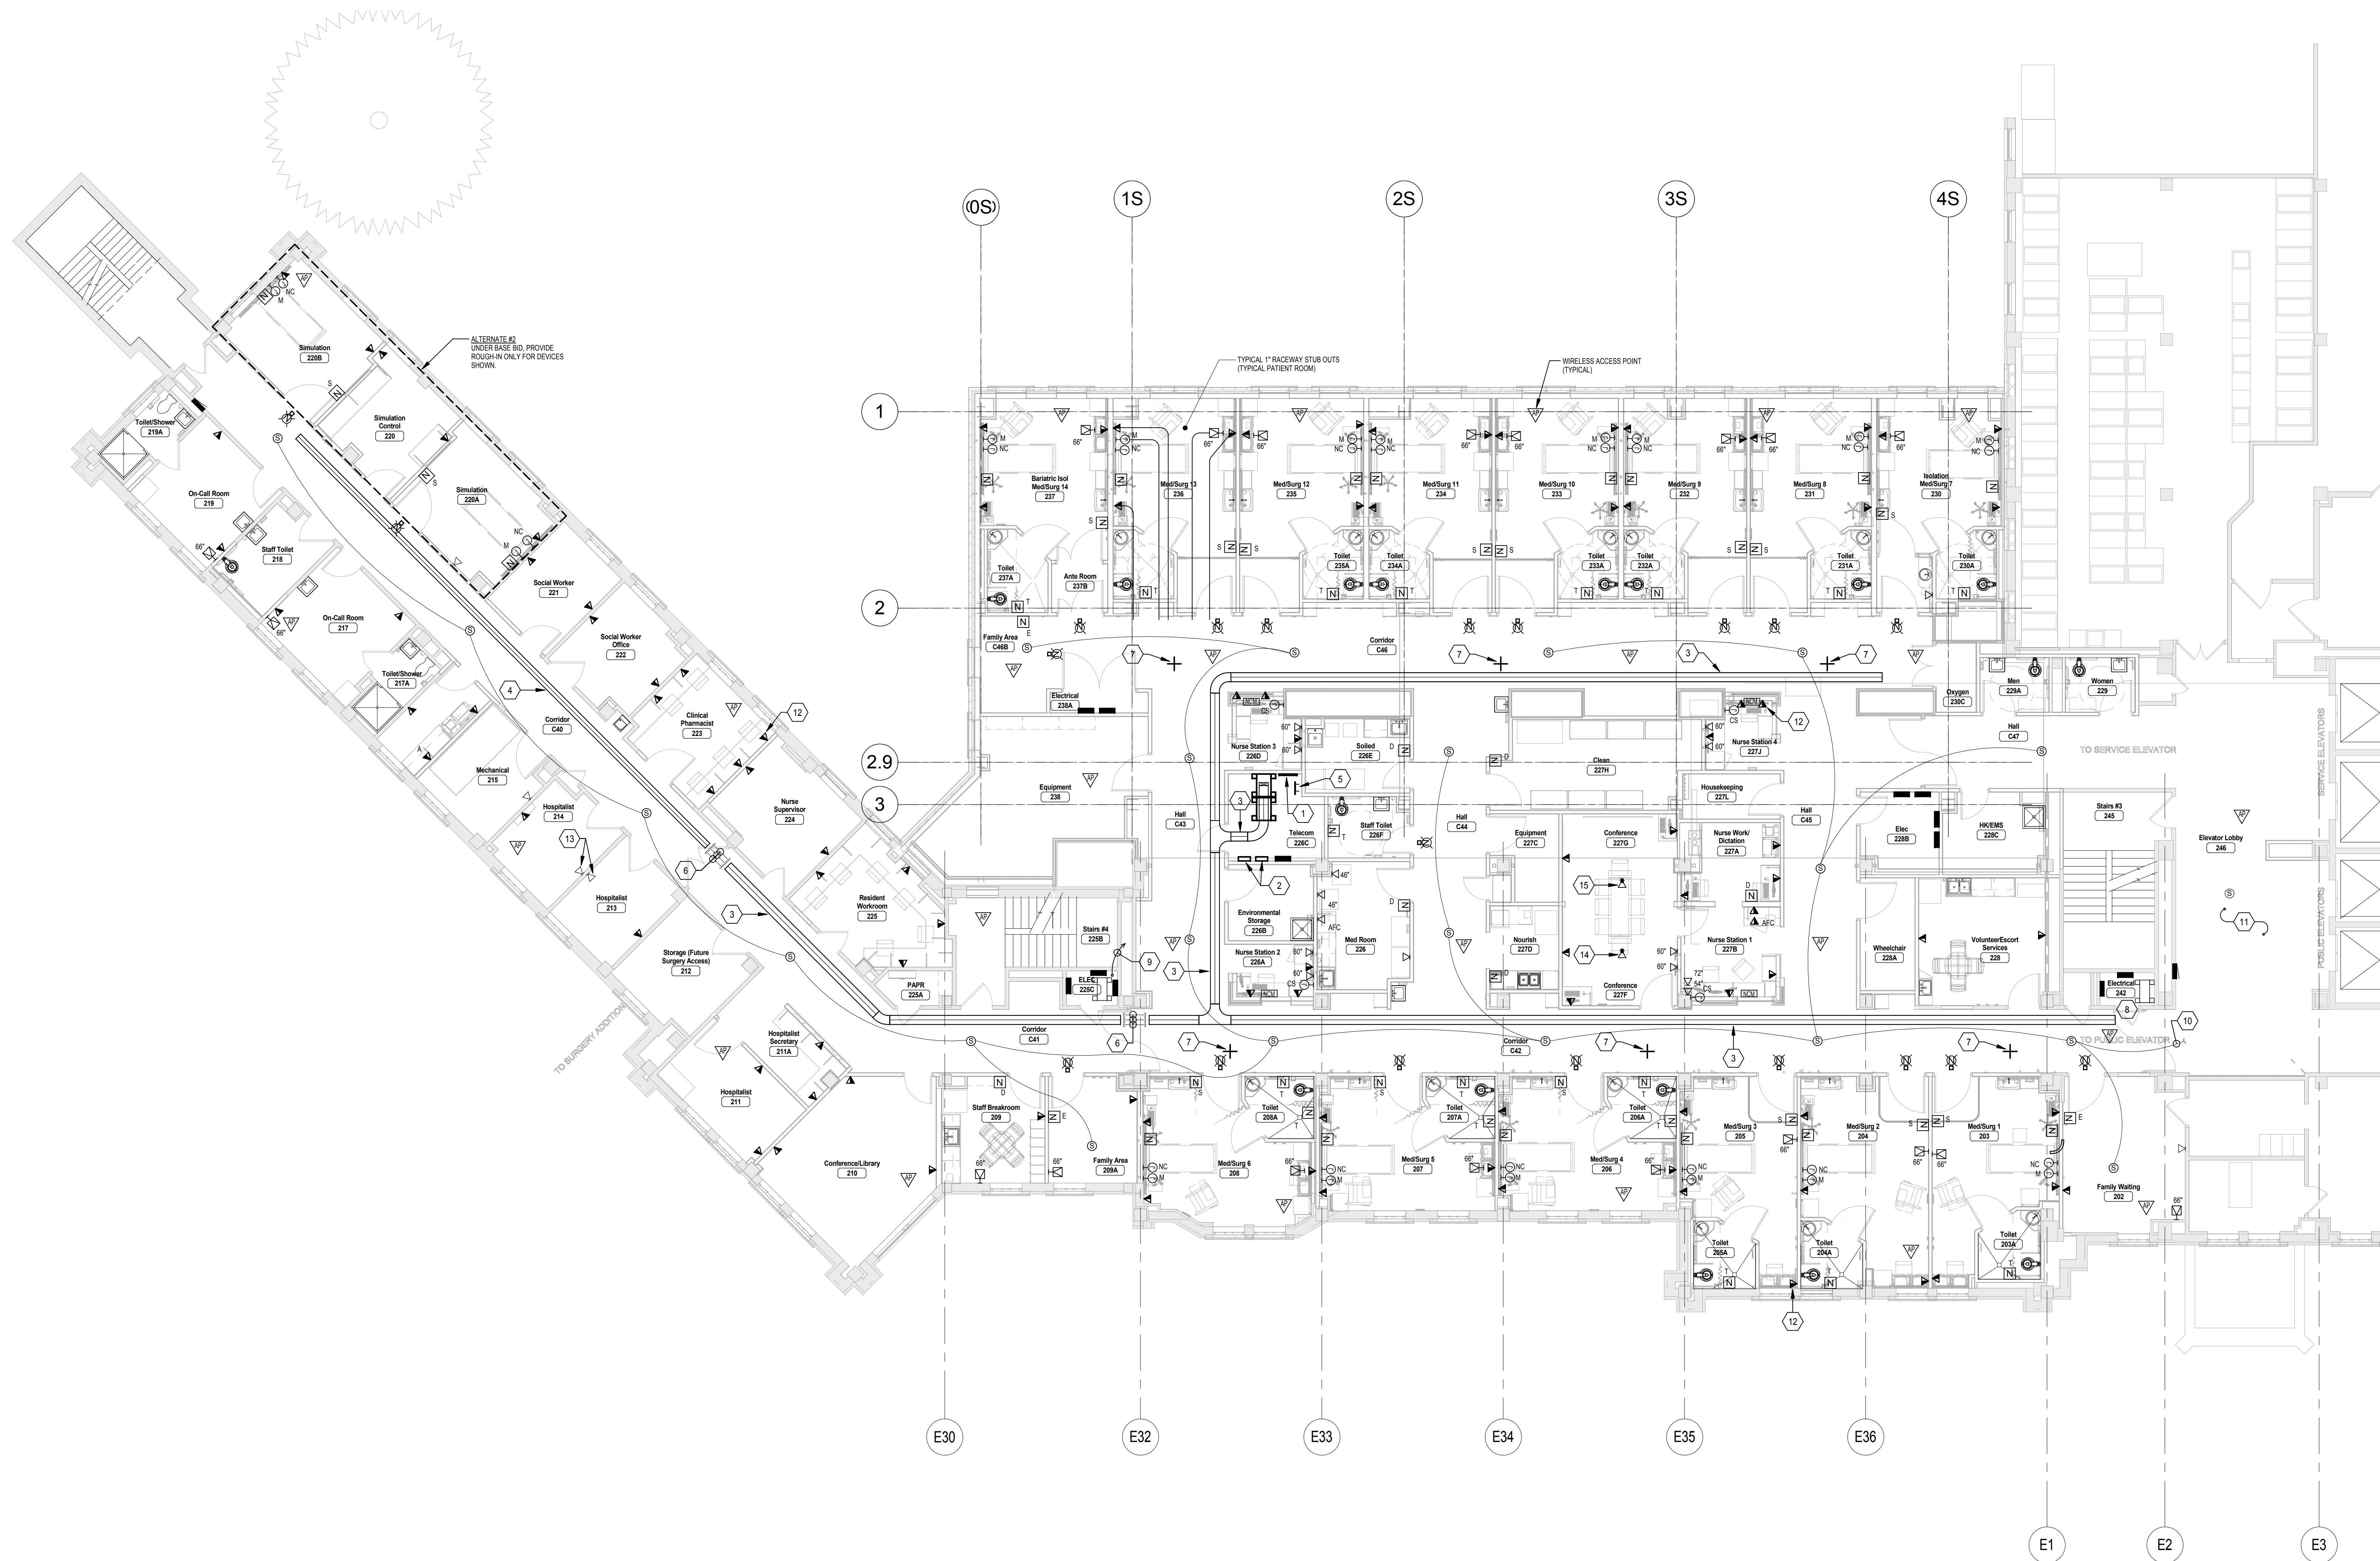 (0S)
1S
2S
3S
4S
1
2
2.9
3
E30
E32
E33
E34
E35
E36
E1
E2
E3
ALTERNATE #2
UNDER BASE BID, PROVIDE
ROUGH-IN ONLY FOR DEVICES
SHOWN.
TYPICAL 1" RACEWAY STUB OUTS
(TYPICAL PATIENT ROOM)
WIRELESS ACCESS POINT
(TYPICAL)
Simulation
220B
Simulation
Control
220
Simulation
220A
Toilet/Shower
219A
On-Call Room
219
Staff Toilet
218
On-Call Room
217
Toilet/Shower
217A
Social Worker
221
Social Worker
Office
222
Clinical
Pharmacist
223
Nurse
Supervisor
224
Corridor
C40
Mechanical
215
Hospitalist
214
Hospitalist
213
Storage (Future
Surgery Access)
212
Resident
Workroom
225
PAPR
225A
Stairs #4
225B
ELEC
225C
Hospitalist
Secretary
211A
Hospitalist
211
TO SURGERY ADDITION
Conference/Library
210
Staff Breakroom
209
Family Area
209A
Corridor
C41
Bariatric Isol
Med/Surg 14
237
Med/Surg 13
236
Med/Surg 12
235
Med/Surg 11
234
Med/Surg 10
233
Med/Surg 9
232
Med/Surg 8
231
Isolation
Med/Surg 7
230
Toilet
237A
Ante Room
237B
Toilet
235A
Toilet
234A
Toilet
233A
Toilet
232A
Toilet
231A
Toilet
230A
Family Area
C46B
Corridor
C46
Electrical
238A
Equipment
238
Hall
C43
Nurse Station 3
226D
Soiled
226E
Telecom
226C
Staff Toilet
226F
Environmental
Storage
226B
Nurse Station 2
226A
Med Room
226
Hall
C44
Clean
227H
Equipment
227C
Conference
227G
Nourish
227D
Conference
227F
Nurse Station 4
227J
Housekeeping
227L
Nurse Work/
Dictation
227A
Nurse Station 1
227B
Hall
C45
Oxygen
230C
Men
229A
Women
229
Hall
C47
TO SERVICE ELEVATOR
SERVICE ELEVATORS
Elec
228B
HK/EMS
228C
Stairs #3
245
Elevator Lobby
246
Wheelchair
228A
VolunteerEscort
Services
228
Electrical
242
PUBLIC ELEVATORS
TO PUBLIC ELEVATOR
Corridor
C42
Med/Surg 6
208
Toilet
208A
Med/Surg 5
207
Toilet
207A
Med/Surg 4
206
Toilet
206A
Med/Surg 3
205
Toilet
205A
Med/Surg 2
204
Toilet
204A
Med/Surg 1
203
Toilet
203A
Family Waiting
202